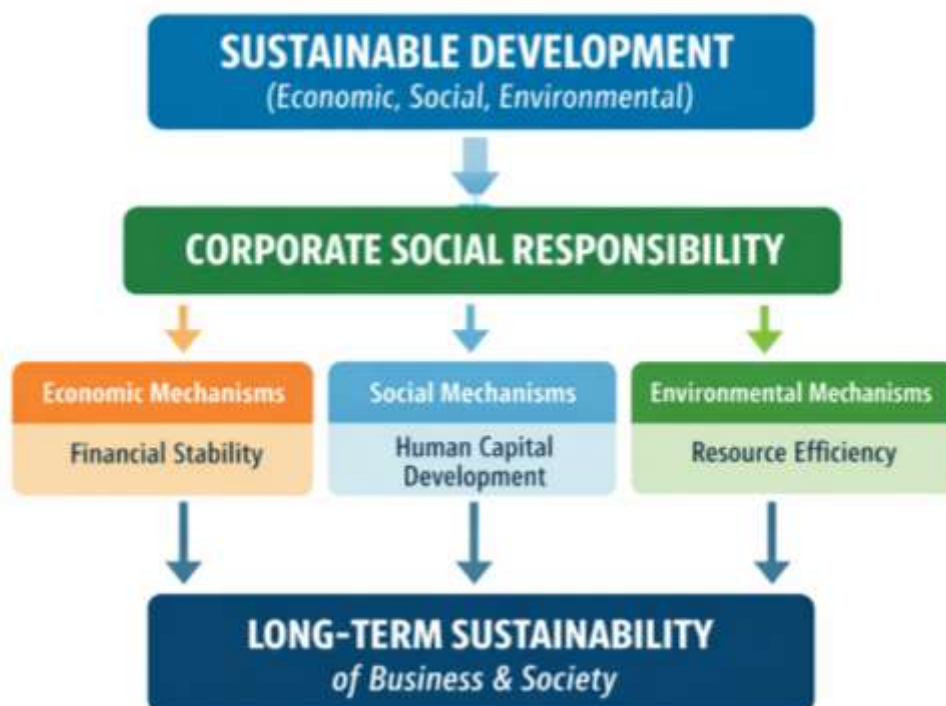 SUSTAINABLE DEVELOPMENT
(Economic, Social, Environmental)
CORPORATE SOCIAL RESPONSIBILITY
Economic Mechanisms
Financial Stability
Social Mechanisms
Human Capital
Development
Environmental Mechanisms
Resource Efficiency
LONG-TERM SUSTAINABILITY
of Business & Society